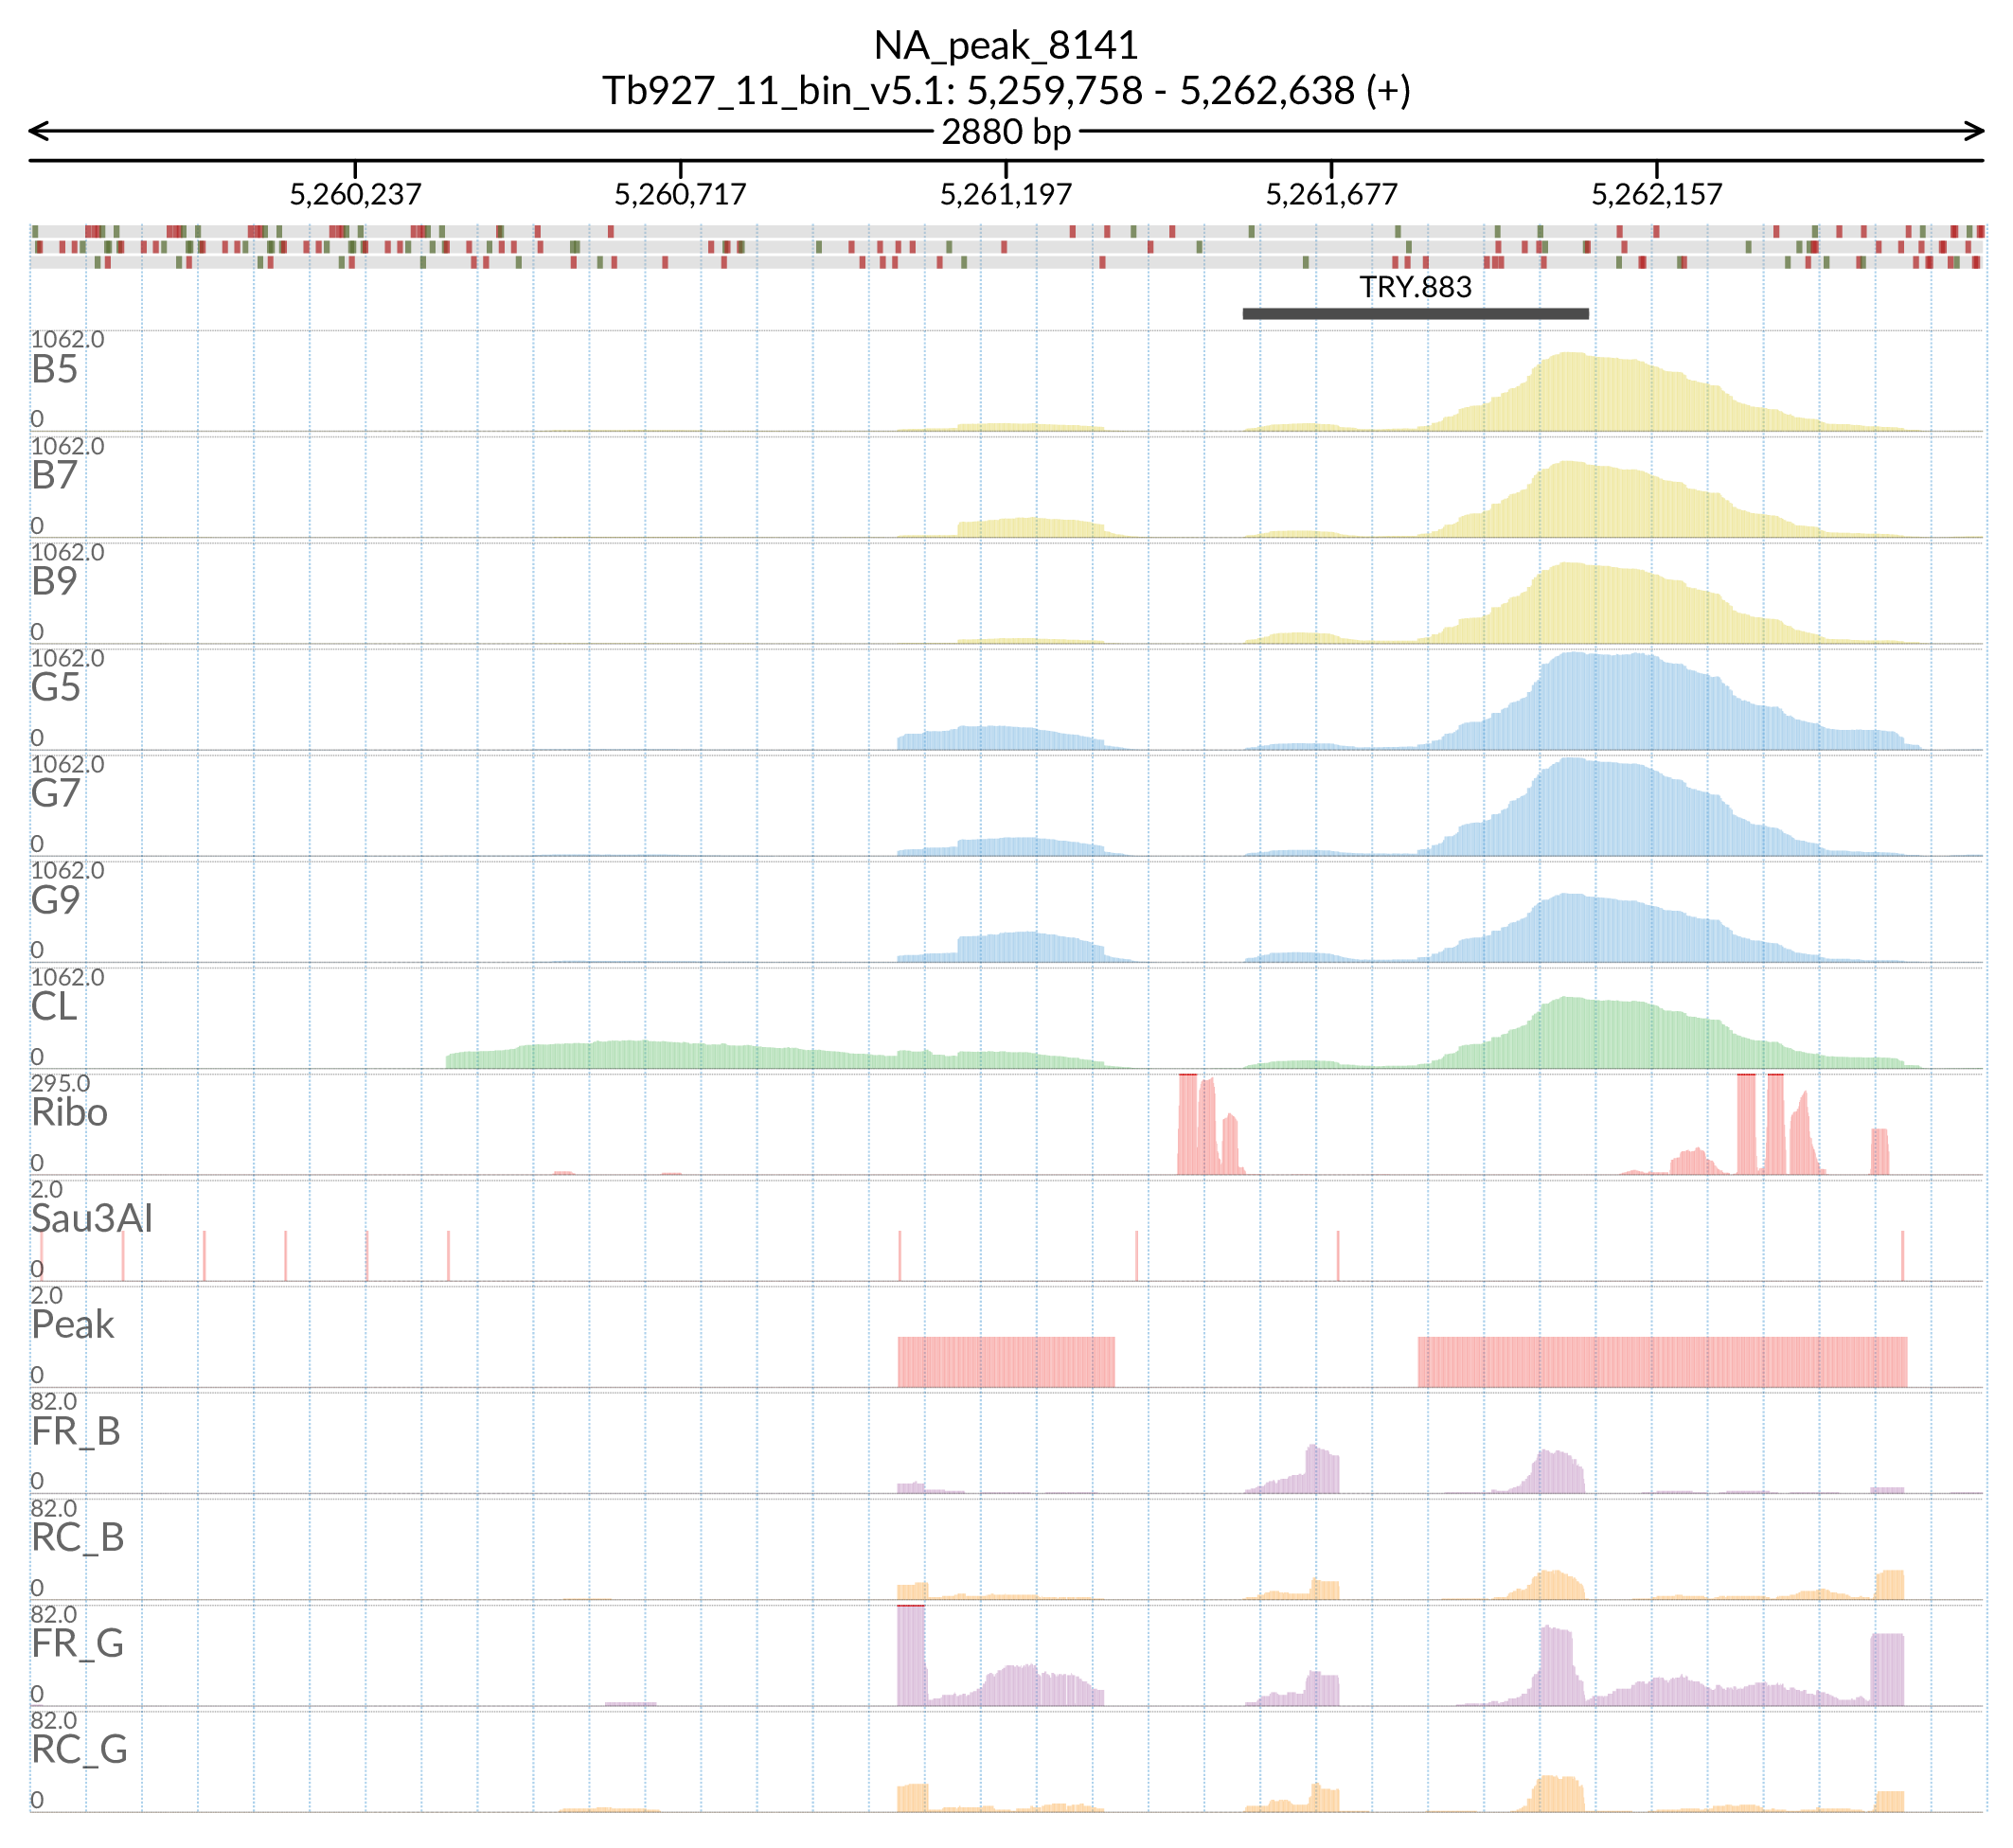 NA_peak_8141
Tb927_11_bin_v5.1: 5,259,758 - 5,262,638 (+)
2880 bp
5,260,237 5,260,717 5,261,197 5,261,677 5,262,157
TRY.883
1062.0
B5
0
1062.0
B7
0
1062.0
B9
0
1062.0
G5
0
1062.0
G7
0
1062.0
G9
0
1062.0
CL
0
295.0
Ribo
0
2.0
Sau3AI
0
2.0
Peak
0
82.0
FR_B
0
82.0
RC_B
0
82.0
FR_G
0
82.0
RC_G
0